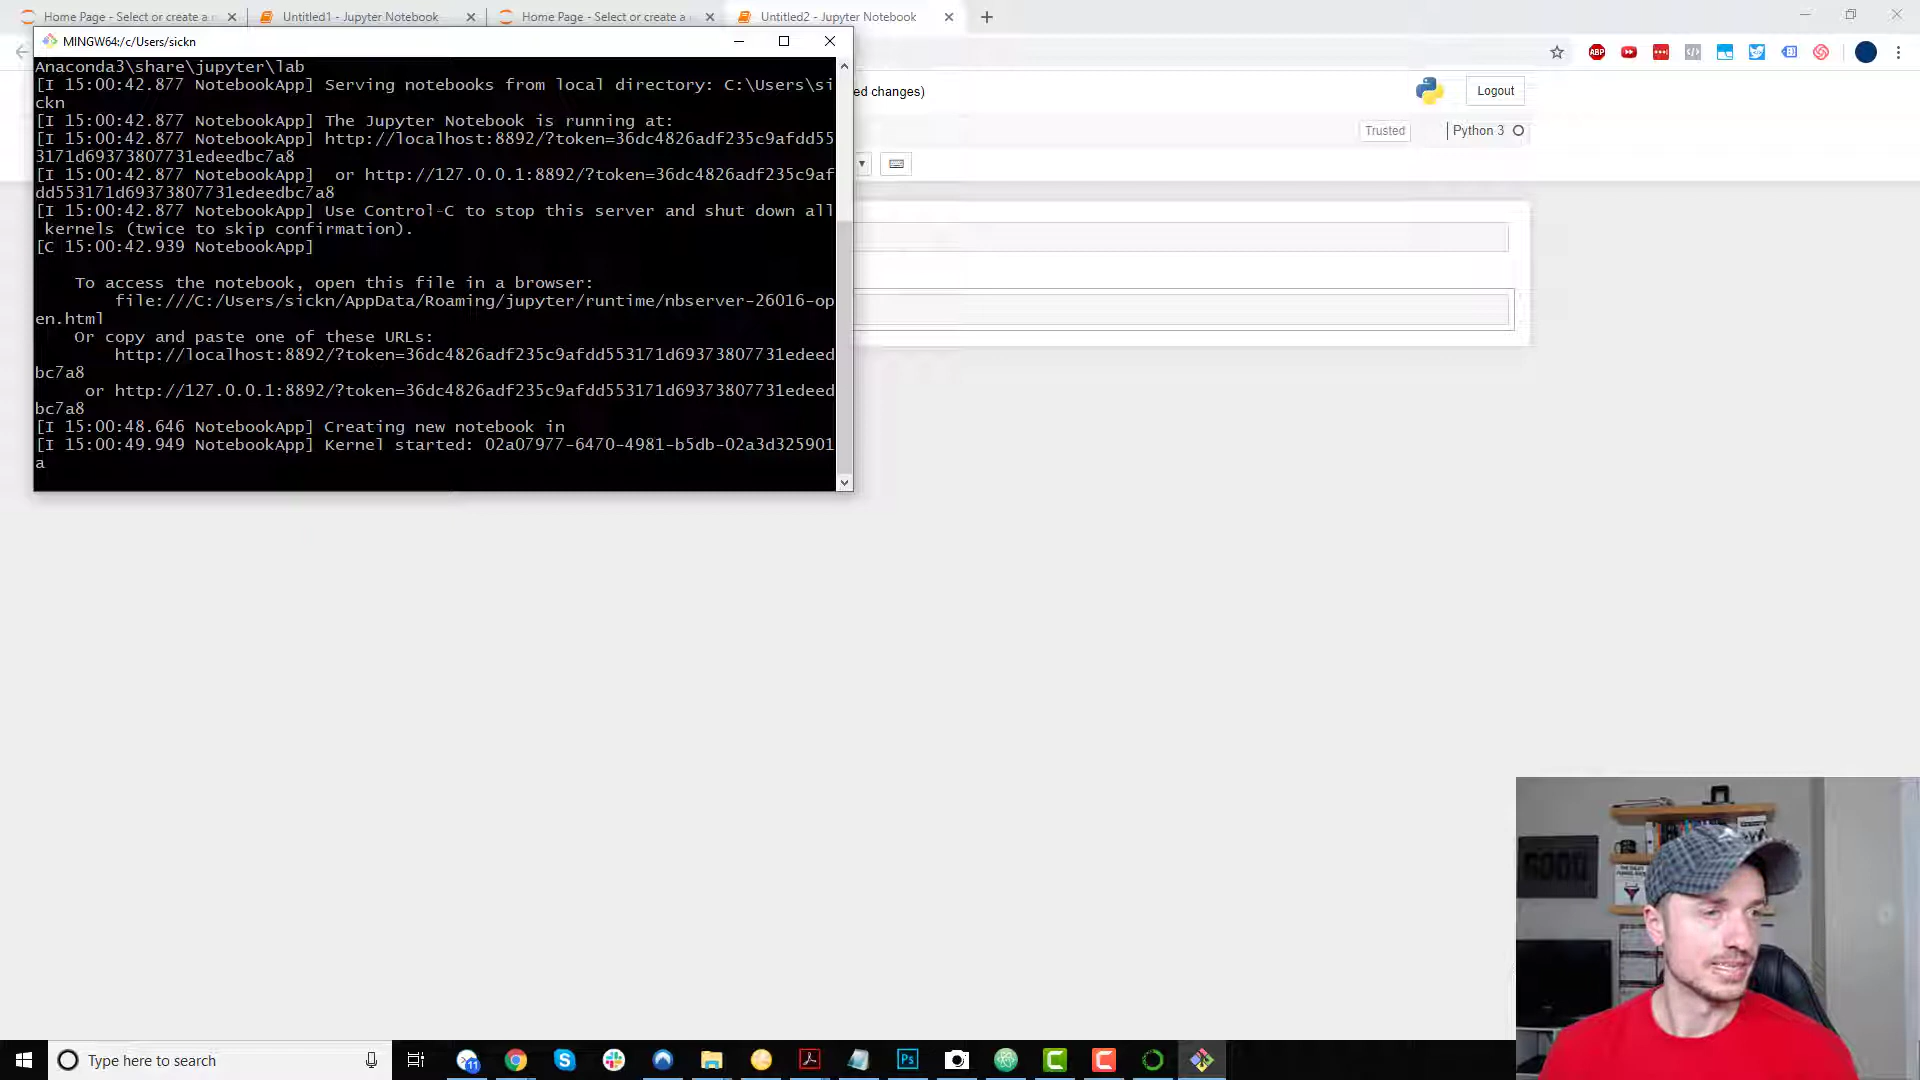 Home Page - Select or create a
Untitled1 - Jupyter Notebook
Home Page - Select or create a
Untitled2 - Jupyter Notebook
MINGW64:/c/Users/sickn
Anaconda3\share\jupyter\lab
[I 15:00:42.877 NotebookApp] Serving notebooks from local directory: C:\Users\si
ckn
[I 15:00:42.877 NotebookApp] The Jupyter Notebook is running at:
[I 15:00:42.877 NotebookApp] http://localhost:8892/?token=36dc4826adf235c9afdd55
3171d69373807731edeedbc7a8
[I 15:00:42.877 NotebookApp]  or http://127.0.0.1:8892/?token=36dc4826adf235c9af
dd553171d69373807731edeedbc7a8
[I 15:00:42.877 NotebookApp] Use Control-C to stop this server and shut down all
kernels (twice to skip confirmation).
[C 15:00:42.939 NotebookApp]
To access the notebook, open this file in a browser:
file:///C:/Users/sickn/AppData/Roaming/jupyter/runtime/nbserver-26016-op
en.html
Or copy and paste one of these URLs:
http://localhost:8892/?token=36dc4826adf235c9afdd553171d69373807731edeed
bc7a8
or http://127.0.0.1:8892/?token=36dc4826adf235c9afdd553171d69373807731edeed
bc7a8
[I 15:00:48.646 NotebookApp] Creating new notebook in
[I 15:00:49.949 NotebookApp] Kernel started: 02a07977-6470-4981-b5db-02a3d325901
a
ed changes)
Logout
Trusted
Python 3
ABP
GOOD
Type here to search
11
Ps